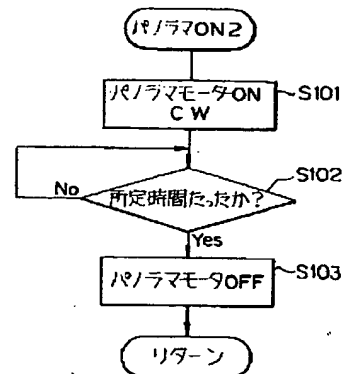 パノラマON2
パノラマモーターON
CW
S101
所定時間たったか?
S102
No
Yes
パノラマモータOFF
S103
リターン